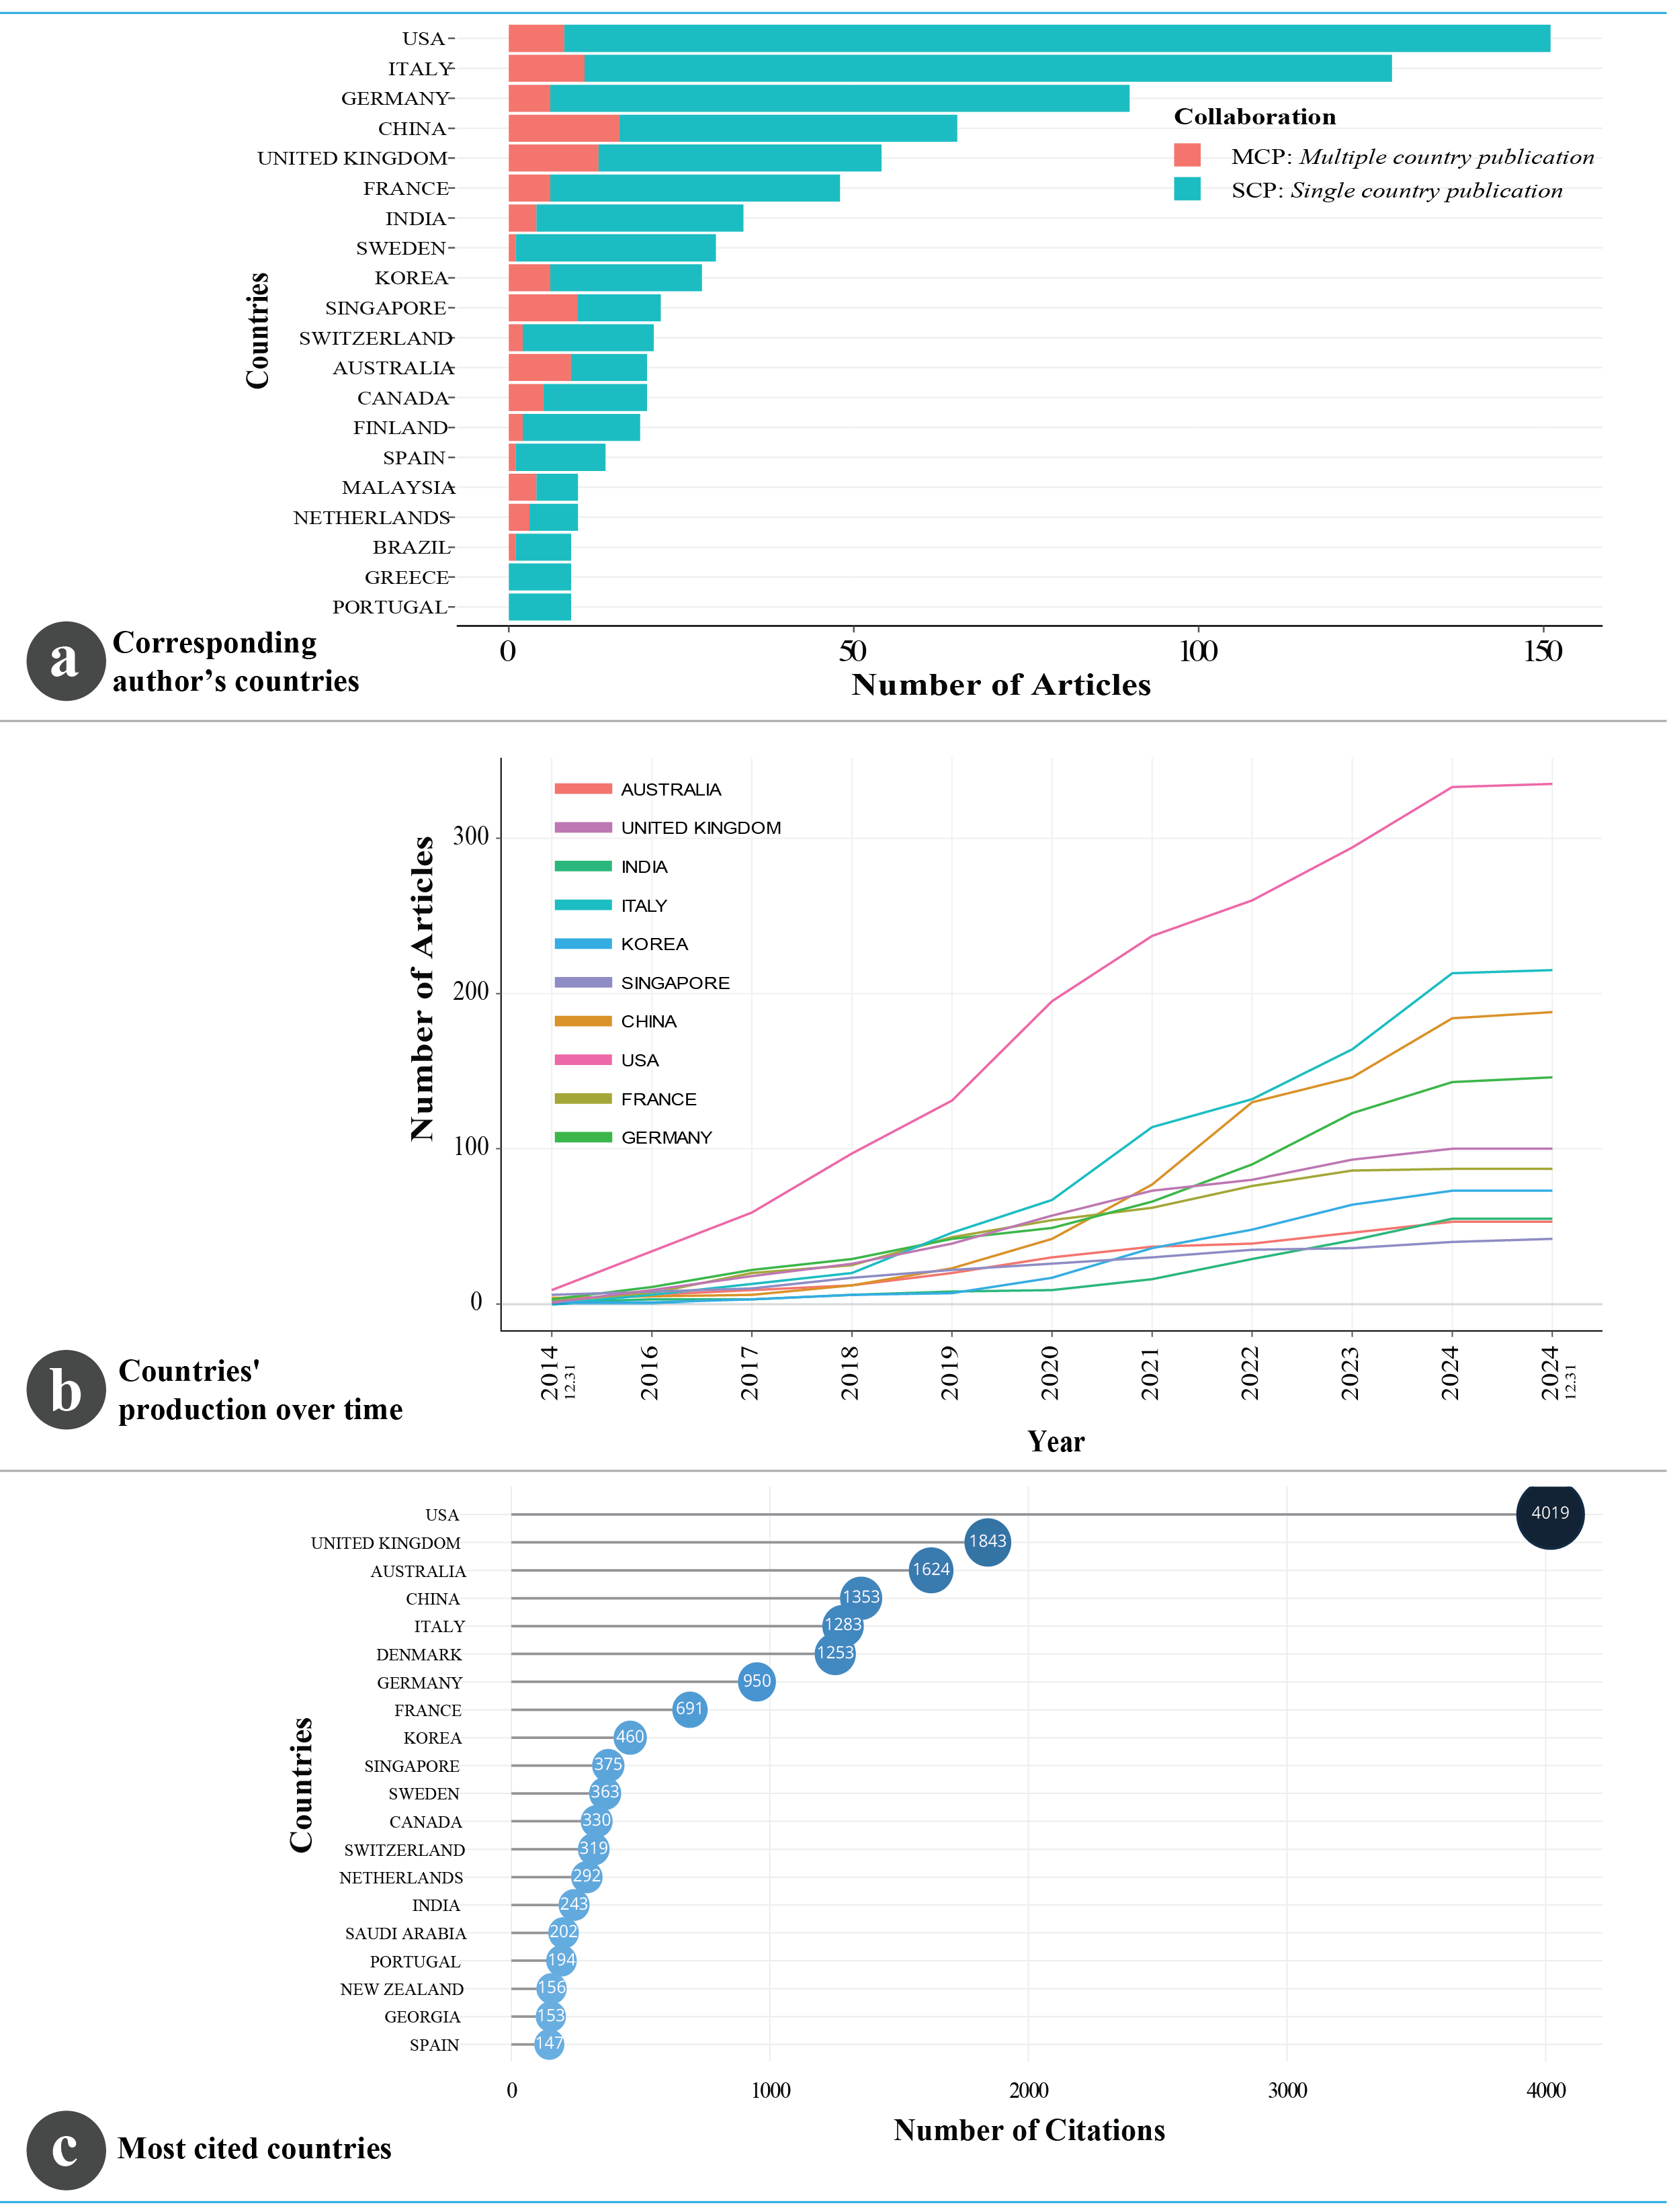 USA
ITALY
GERMANY
CHINA
UNITED KINGDOM
FRANCE
INDIA
SWEDEN
KOREA
SINGAPORE
SWITZERLAND
AUSTRALIA
CANADA
FINLAND
SPAIN
MALAYSIA
NETHERLANDS
BRAZIL
GREECE
PORTUGAL
Countries
Collaboration
MCP: Multiple country publication
SCP: Single country publication
0 50 100 150
Number of Articles
a
Corresponding
author’s countries
AUSTRALIA
UNITED KINGDOM
INDIA
ITALY
KOREA
SINGAPORE
CHINA
USA
FRANCE
GERMANY
Number of Articles
300
200
100
0
2014 12.31
2016
2017
2018
2019
2020
2021
2022
2023
2024
2024 12.31
Year
b
Countries'
production over time
USA 4019
UNITED KINGDOM 1843
AUSTRALIA 1624
CHINA 1353
ITALY 1283
DENMARK 1253
GERMANY 950
FRANCE 691
KOREA 460
SINGAPORE 375
SWEDEN 363
CANADA 330
SWITZERLAND 319
NETHERLANDS 292
INDIA 243
SAUDI ARABIA 202
PORTUGAL 194
NEW ZEALAND 156
GEORGIA 153
SPAIN 147
Countries
0 1000 2000 3000 4000
Number of Citations
c
Most cited countries